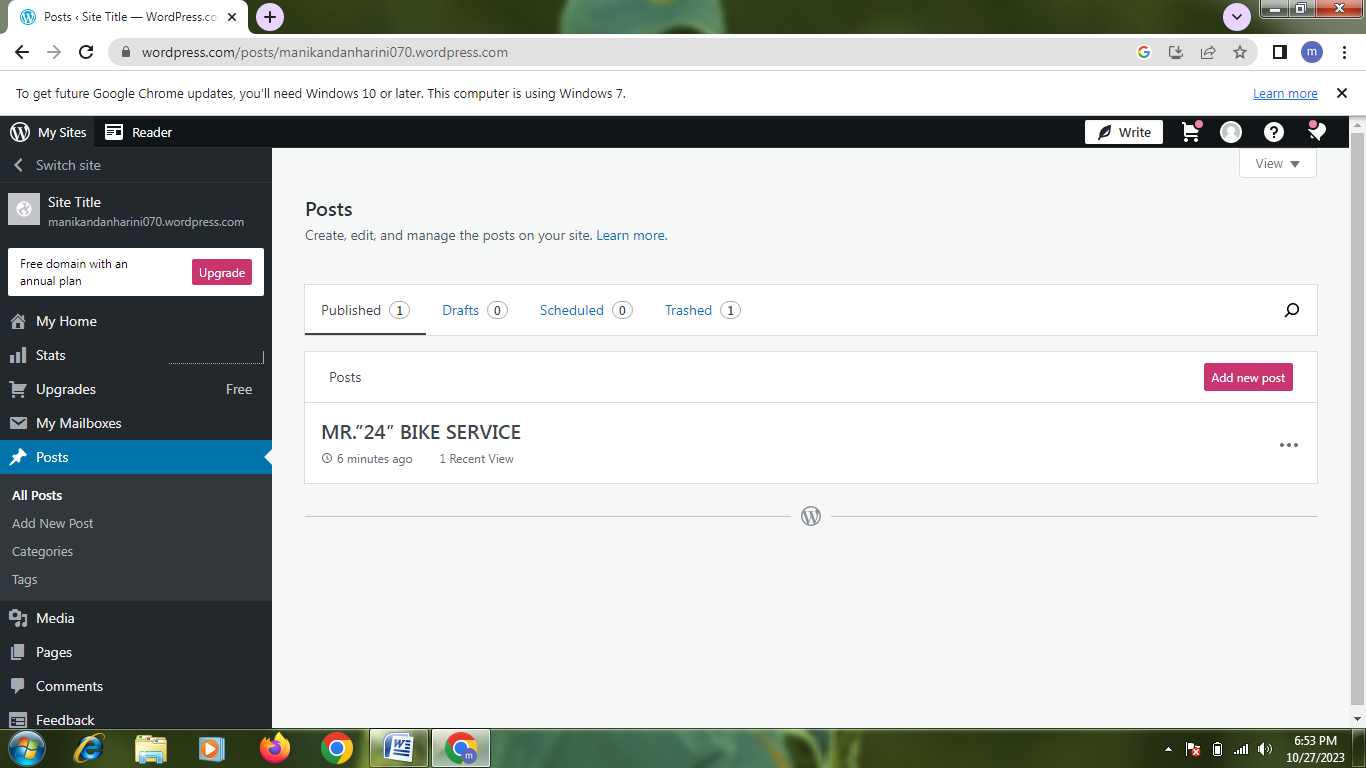 Posts ‹ Site Title — WordPress.co
wordpress.com/posts/manikandanharini070.wordpress.com
m
To get future Google Chrome updates, you'll need Windows 10 or later. This computer is using Windows 7.
Learn more
My Sites
Reader
Write
Switch site
View
Site Title
manikandanharini070.wordpress.com
Free domain with an
annual plan
Upgrade
My Home
Stats
Upgrades
Free
My Mailboxes
Posts
All Posts
Add New Post
Categories
Tags
Media
Pages
Comments
Feedback
Posts
Create, edit, and manage the posts on your site. Learn more.
Published 1
Drafts 0
Scheduled 0
Trashed 1
Posts
Add new post
MR.”24” BIKE SERVICE
6 minutes ago
1 Recent View
m
6:53 PM
10/27/2023